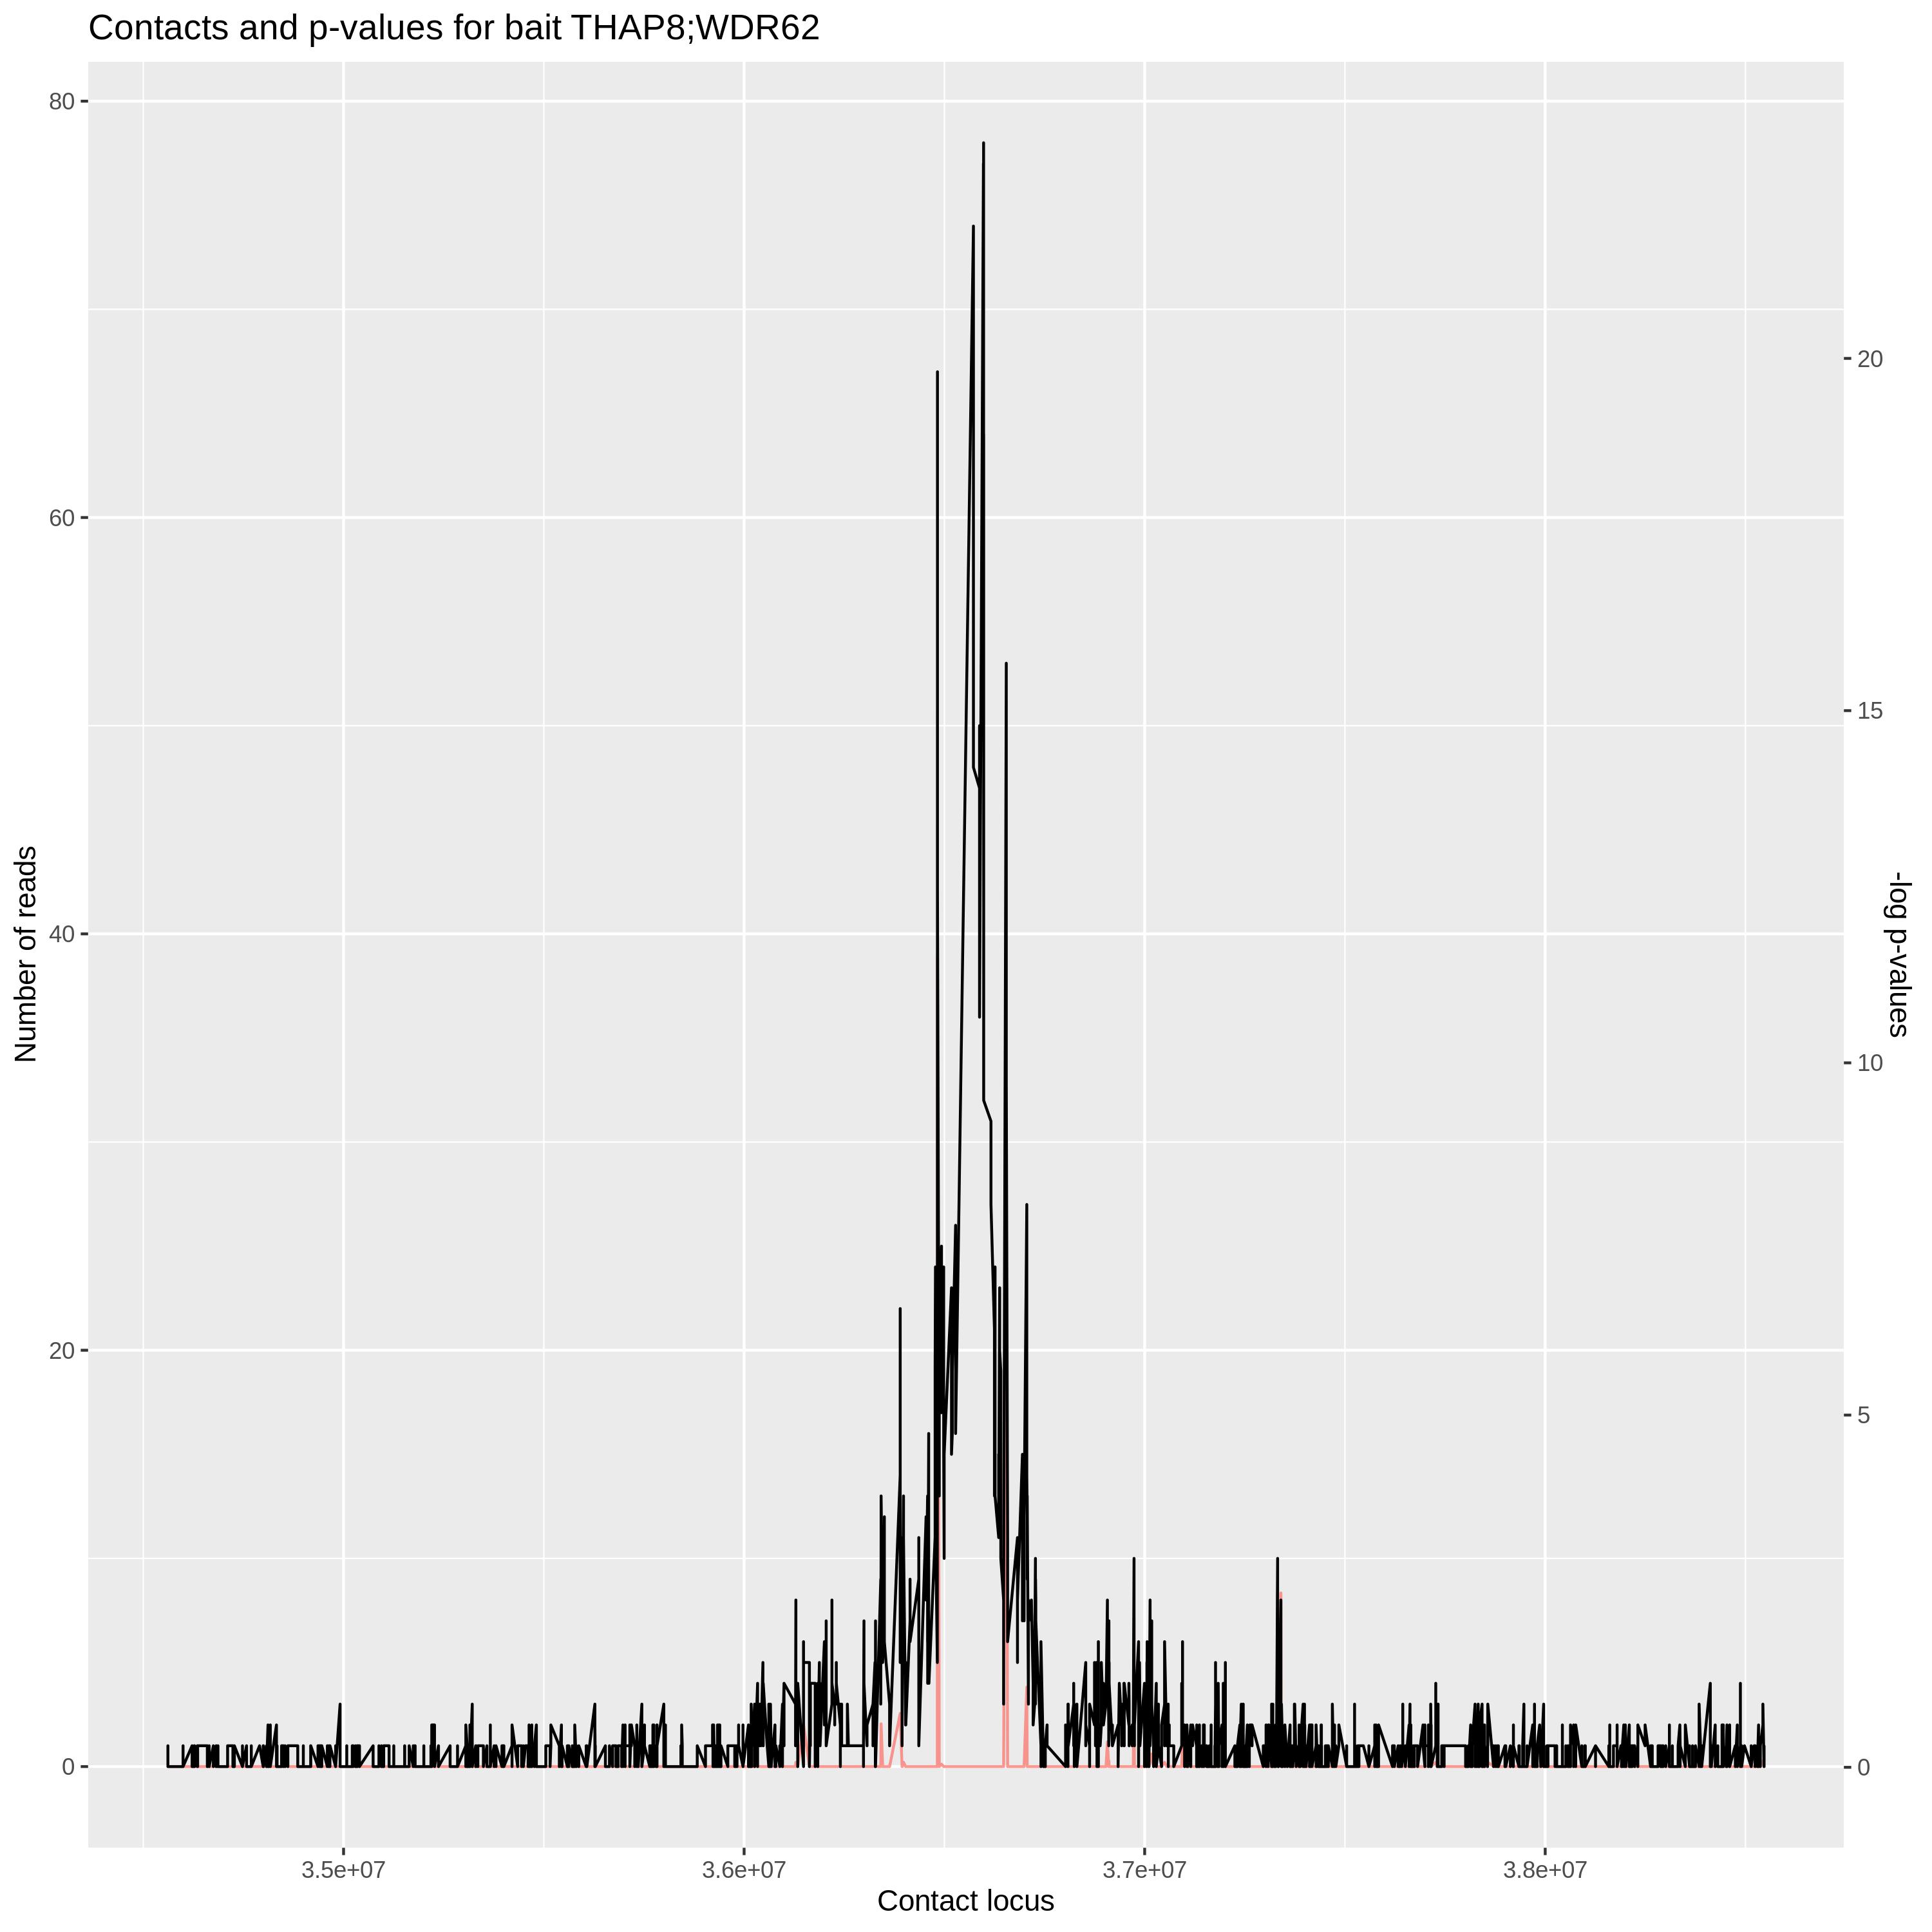 Contacts and p-values for bait THAP8;WDR62
80
60
40
20
0
Number of reads
20
15
10
5
0
-log p-values
3.5e+07
3.6e+07
3.7e+07
3.8e+07
Contact locus